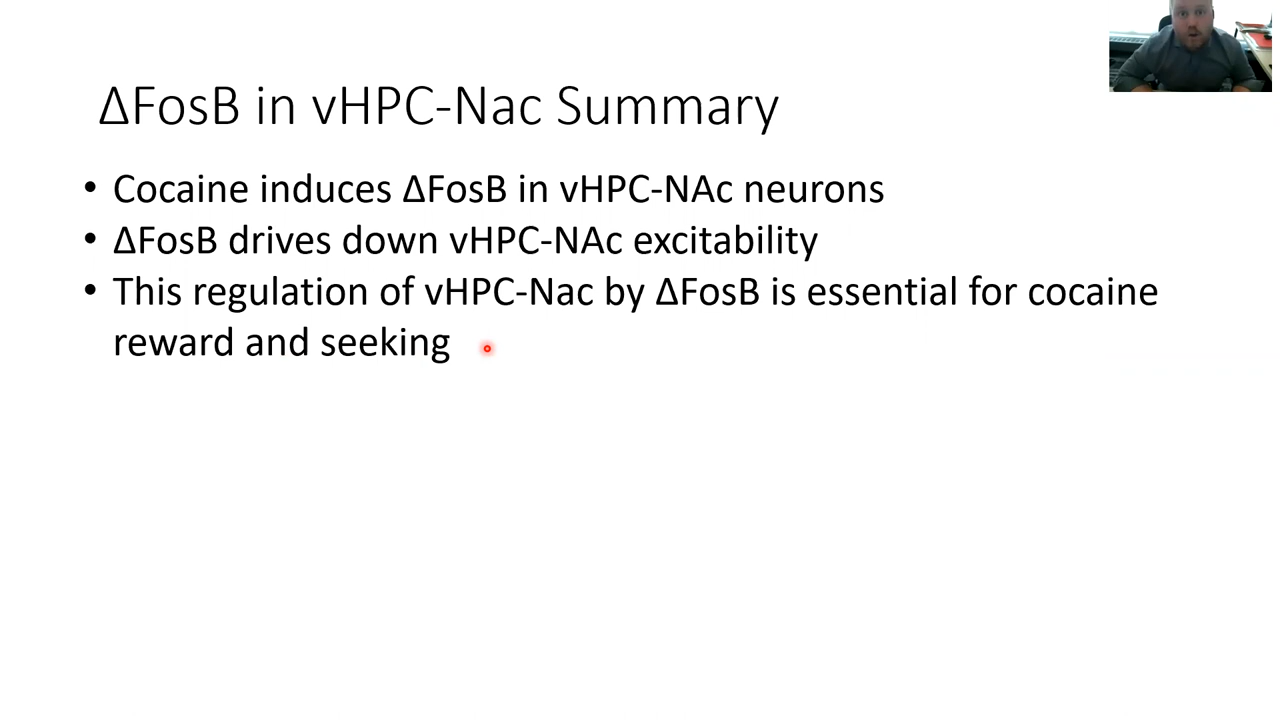 ΔFosB in vHPC-Nac Summary
• Cocaine induces ΔFosB in vHPC-NAc neurons
• ΔFosB drives down vHPC-NAc excitability
• This regulation of vHPC-Nac by ΔFosB is essential for cocaine
reward and seeking